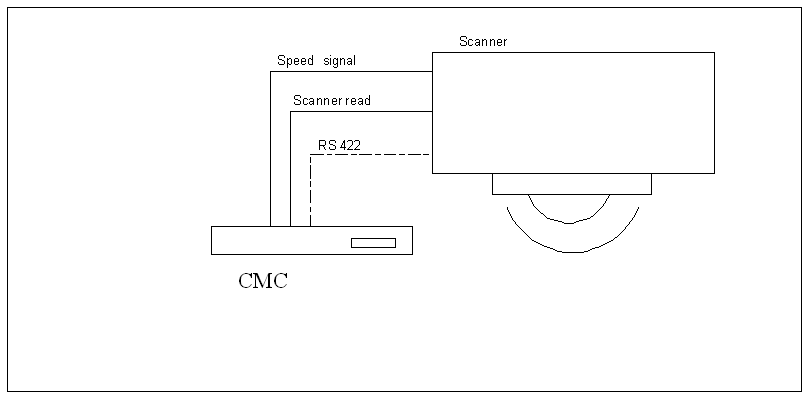 Scanner
Speed signal
Scanner read
RS 422
CMC